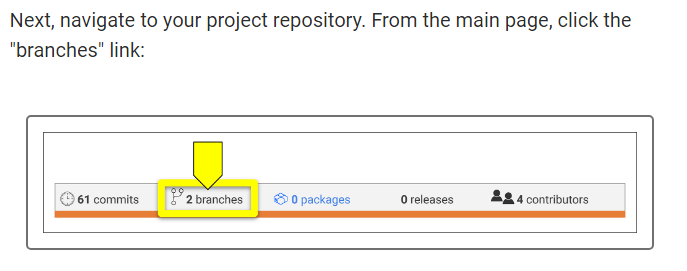 Next, navigate to your project repository. From the main page, click the
"branches" link:
61 commits 2 branches 0 packages 0 releases 4 contributors